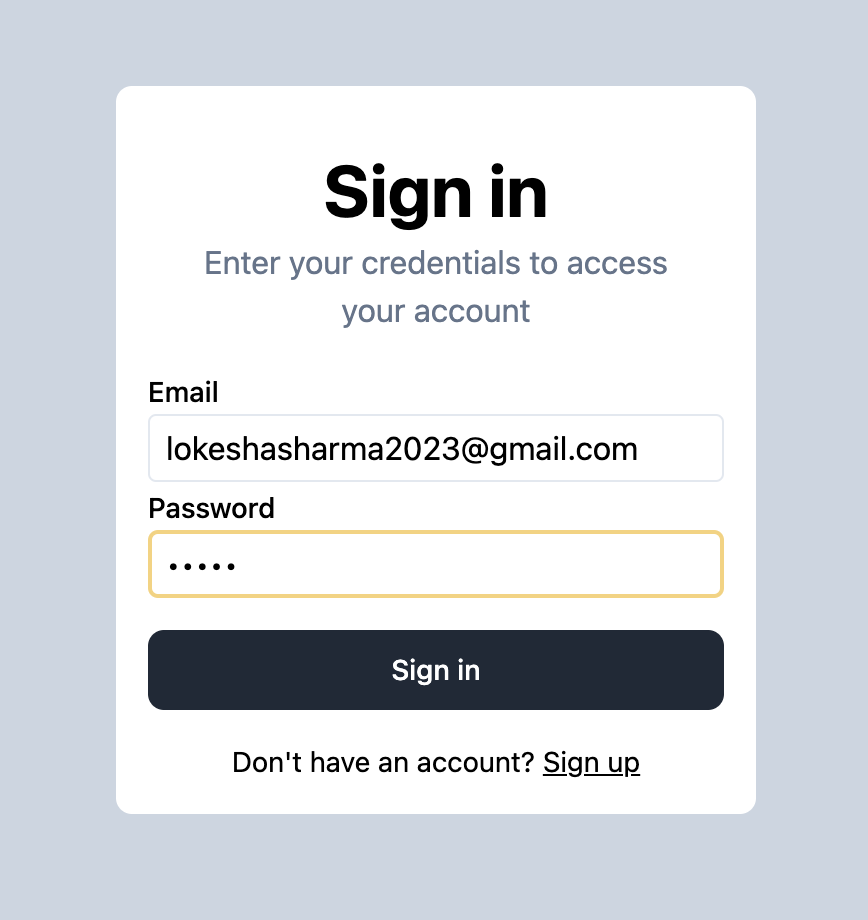 Sign in
Enter your credentials to access
your account
Email
lokeshasharma2023@gmail.com
Password
•••••
Sign in
Don't have an account? Sign up